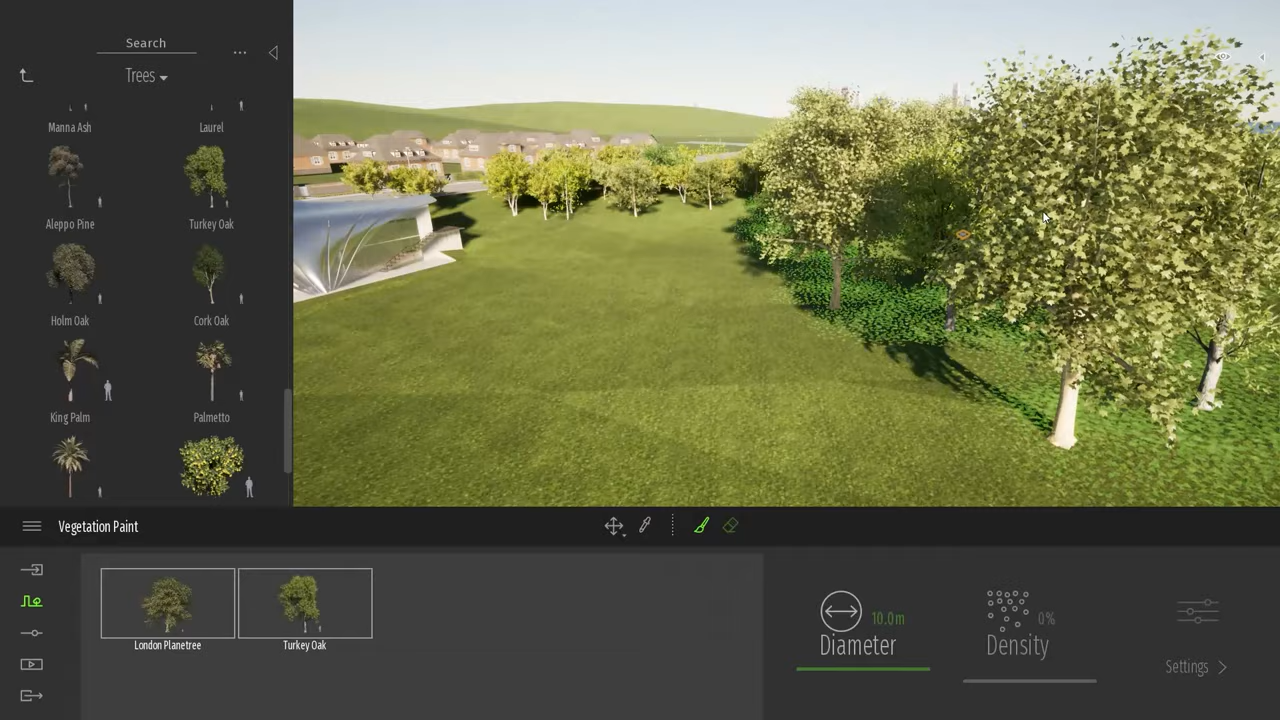 Search
Trees
Manna Ash
Laurel
Aleppo Pine
Turkey Oak
Holm Oak
Cork Oak
King Palm
Palmetto
Vegetation Paint
London Planetree
Turkey Oak
10.0m
Diameter
0%
Density
Settings